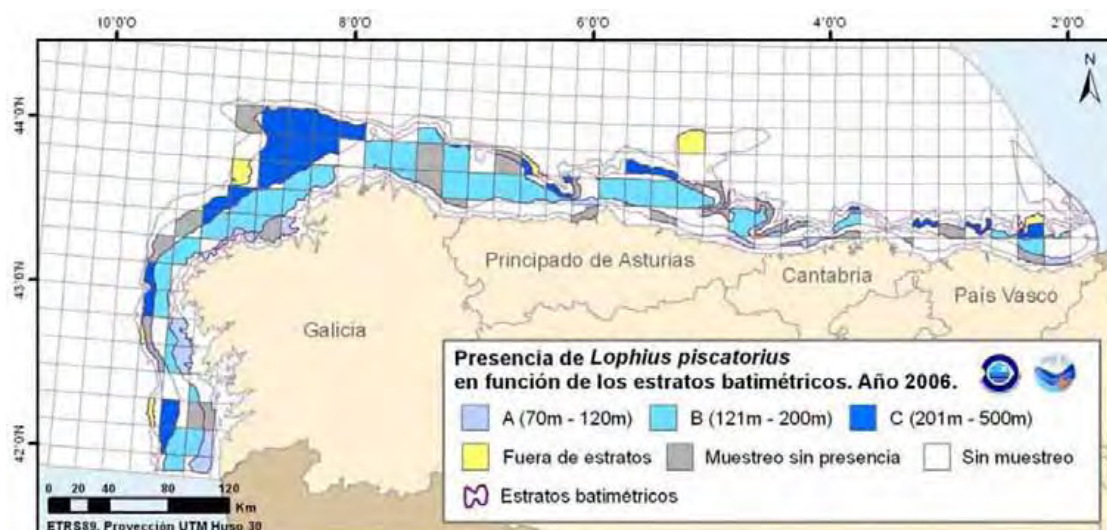 10°0'O 8°0'O 6°0'O 4°0'O 2°0'O
N
44°0'N
43°0'N
42°0'N
Principado de Asturias
Cantabria
País Vasco
Galicia
Presencia de Lophius piscatorius
en función de los estratos batimétricos. Año 2006.
A (70m - 120m) B (121m - 200m) C (201m - 500m)
Fuera de estratos Muestreo sin presencia Sin muestreo
Estratos batimétricos
0 20 40 80 120
Km
ETRS89, Proyección UTM Huso 30